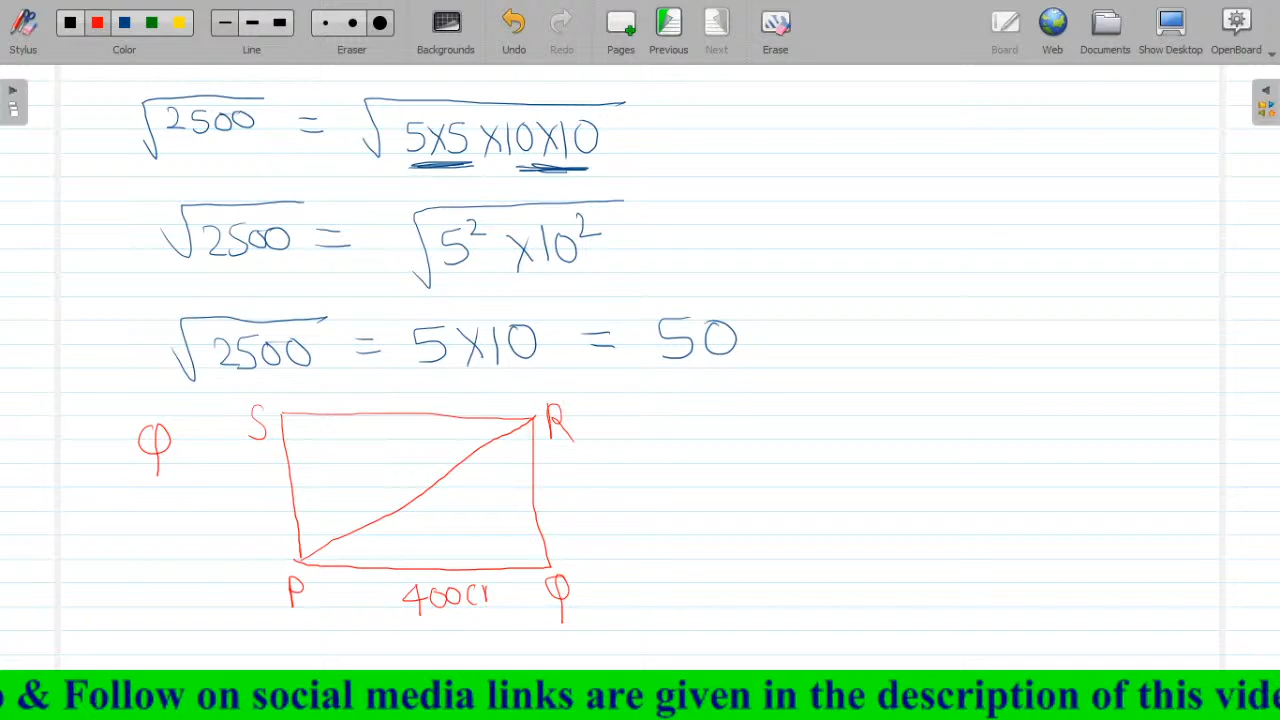 Stylus Color Line Eraser Backgrounds Undo Redo Pages Previous Next Erase Board Web Documents Show Desktop OpenBoard
√2500 = √5×5×10×10
√2500 = √5² ×10²
√2500 = 5×10 = 50
φ
S R
P 400cr φ
o & Follow on social media links are given in the description of this vide